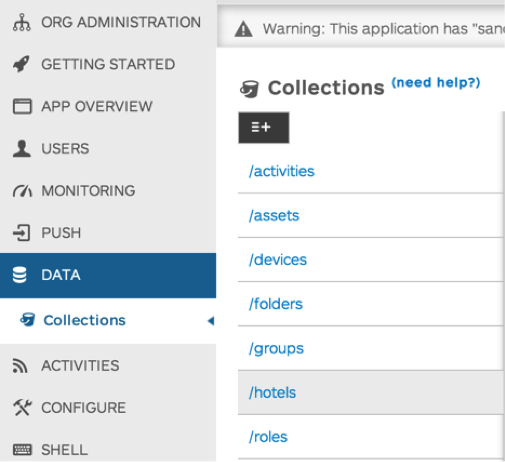 ORG ADMINISTRATION
GETTING STARTED
APP OVERVIEW
USERS
MONITORING
PUSH
DATA
Collections
ACTIVITIES
CONFIGURE
SHELL
Warning: This application has "san
Collections (need help?)
/activities
/assets
/devices
/folders
/groups
/hotels
/roles